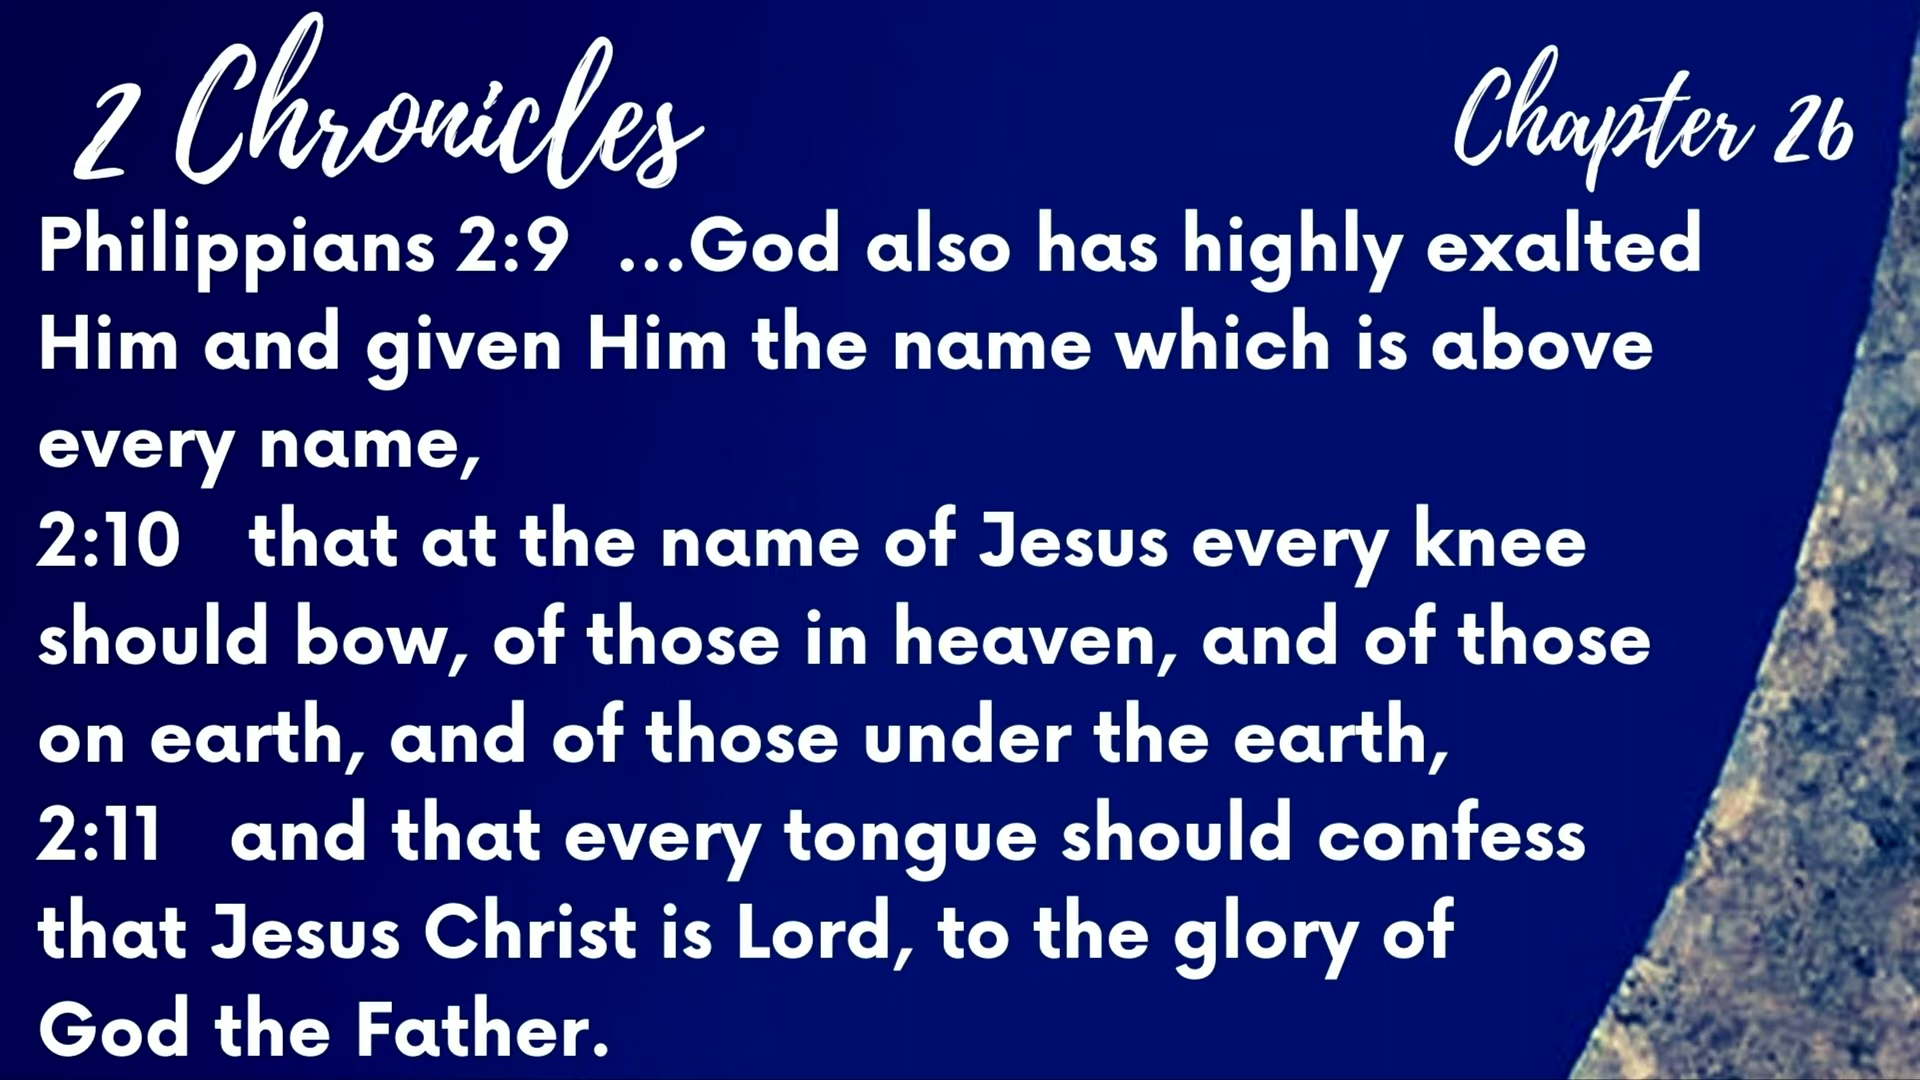 2 Chronicles
Chapter 26
Philippians 2:9 ...God also has highly exalted
Him and given Him the name which is above
every name,
2:10 that at the name of Jesus every knee
should bow, of those in heaven, and of those
on earth, and of those under the earth,
2:11 and that every tongue should confess
that Jesus Christ is Lord, to the glory of
God the Father.